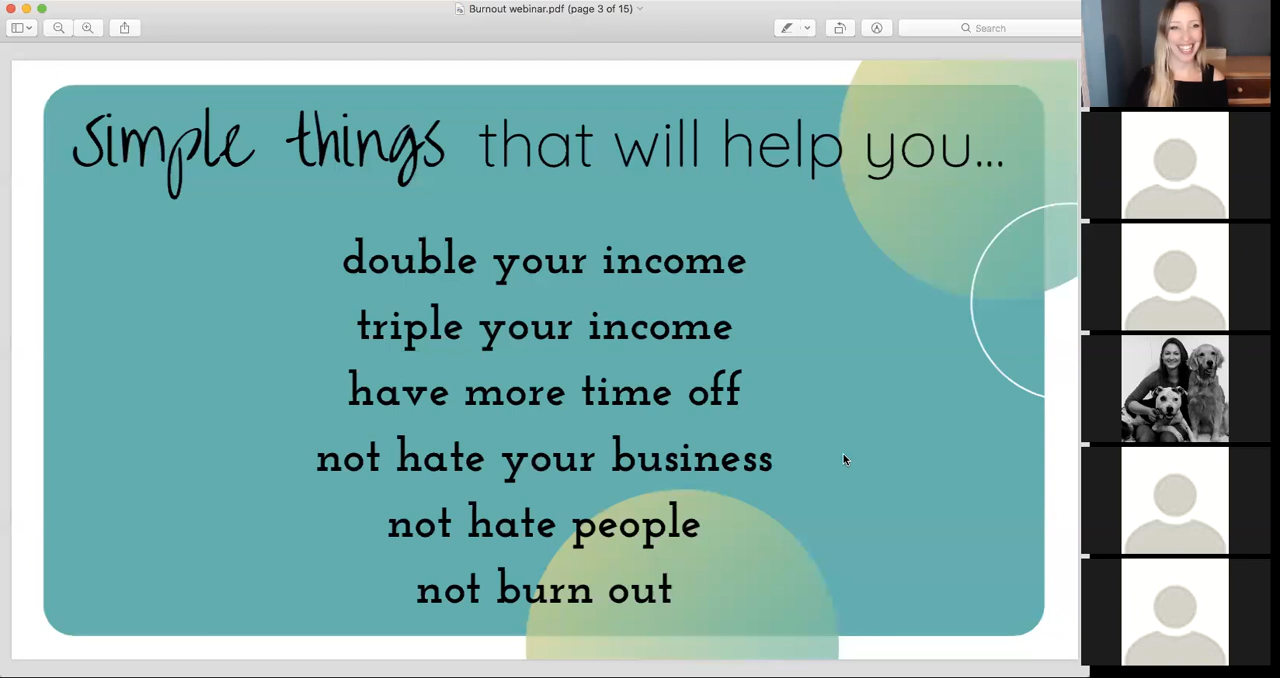 Burnout webinar.pdf (page 3 of 15)
Search
simple things that will help you...
double your income
triple your income
have more time off
not hate your business
not hate people
not burn out